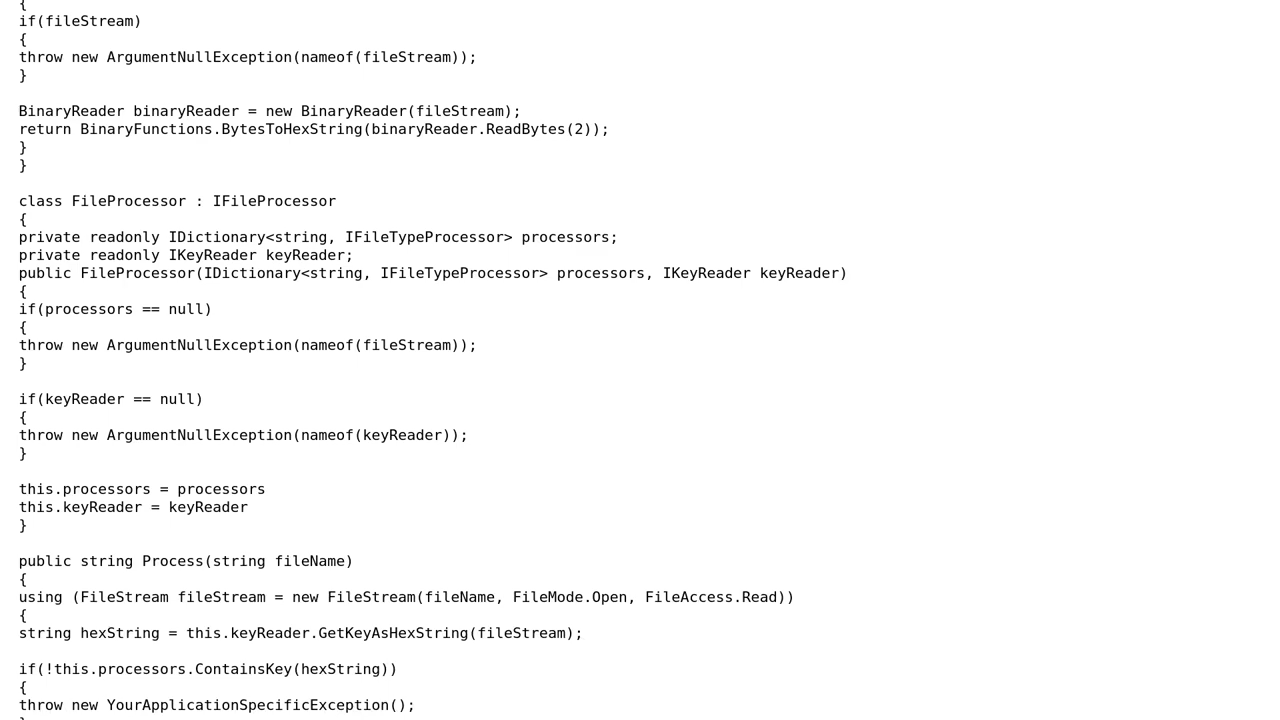 {
if(fileStream)
{
throw new ArgumentNullException(nameof(fileStream));
}
BinaryReader binaryReader = new BinaryReader(fileStream);
return BinaryFunctions.BytesToHexString(binaryReader.ReadBytes(2));
}
}
class FileProcessor : IFileProcessor
{
private readonly IDictionary<string, IFileTypeProcessor> processors;
private readonly IKeyReader keyReader;
public FileProcessor(IDictionary<string, IFileTypeProcessor> processors, IKeyReader keyReader)
{
if(processors == null)
{
throw new ArgumentNullException(nameof(fileStream));
}
if(keyReader == null)
{
throw new ArgumentNullException(nameof(keyReader));
}
this.processors = processors
this.keyReader = keyReader
}
public string Process(string fileName)
{
using (FileStream fileStream = new FileStream(fileName, FileMode.Open, FileAccess.Read))
{
string hexString = this.keyReader.GetKeyAsHexString(fileStream);
if(!this.processors.ContainsKey(hexString))
{
throw new YourApplicationSpecificException();
}